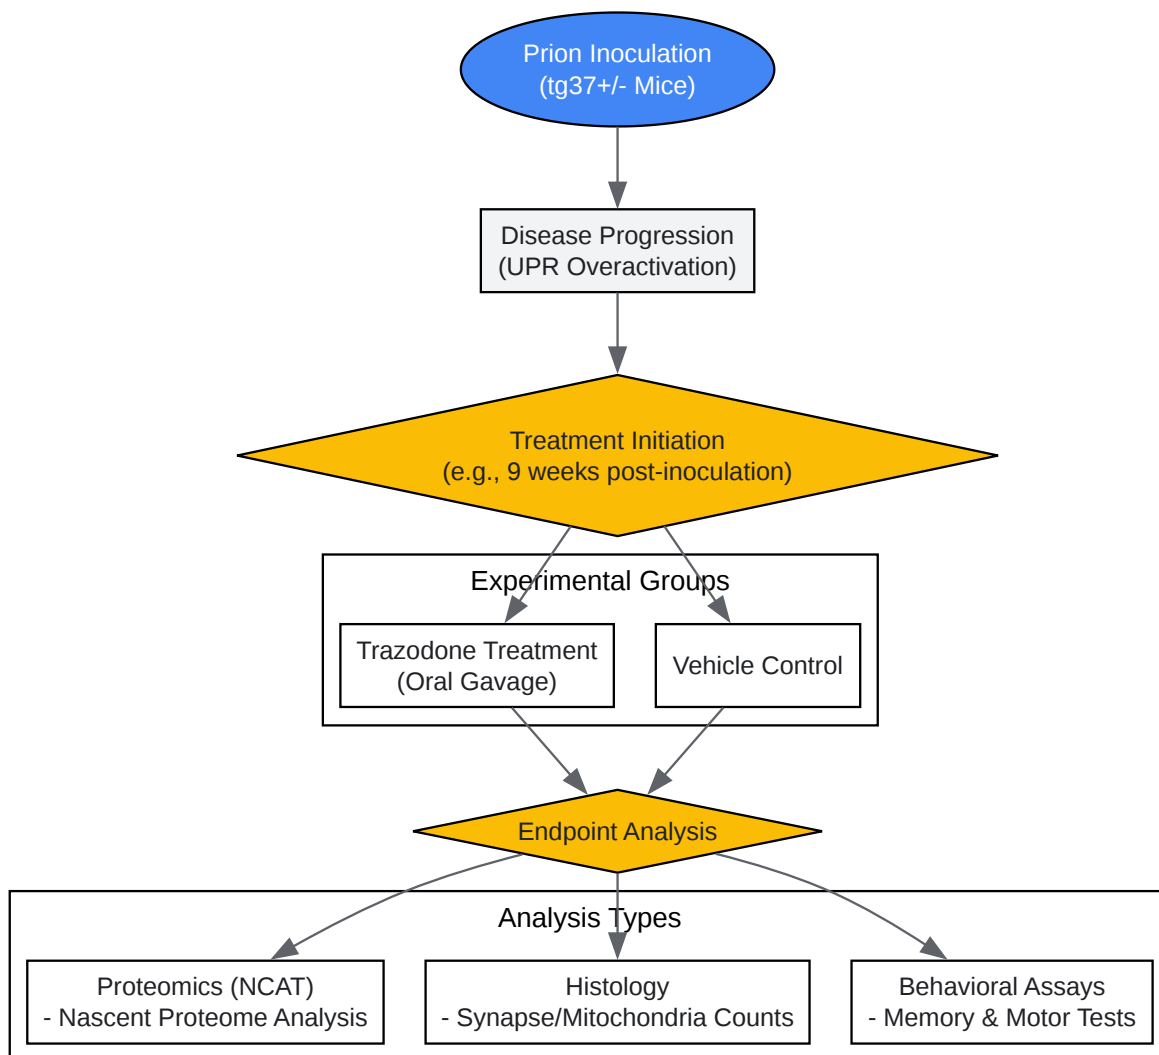 Prion Inoculation
(tg37+/- Mice)
Disease Progression
(UPR Overactivation)
Treatment Initiation
(e.g., 9 weeks post-inoculation)
Experimental Groups
Trazodone Treatment
(Oral Gavage)
Vehicle Control
Endpoint Analysis
Analysis Types
Proteomics (NCAT)
- Nascent Proteome Analysis
Histology
- Synapse/Mitochondria Counts
Behavioral Assays
- Memory & Motor Tests